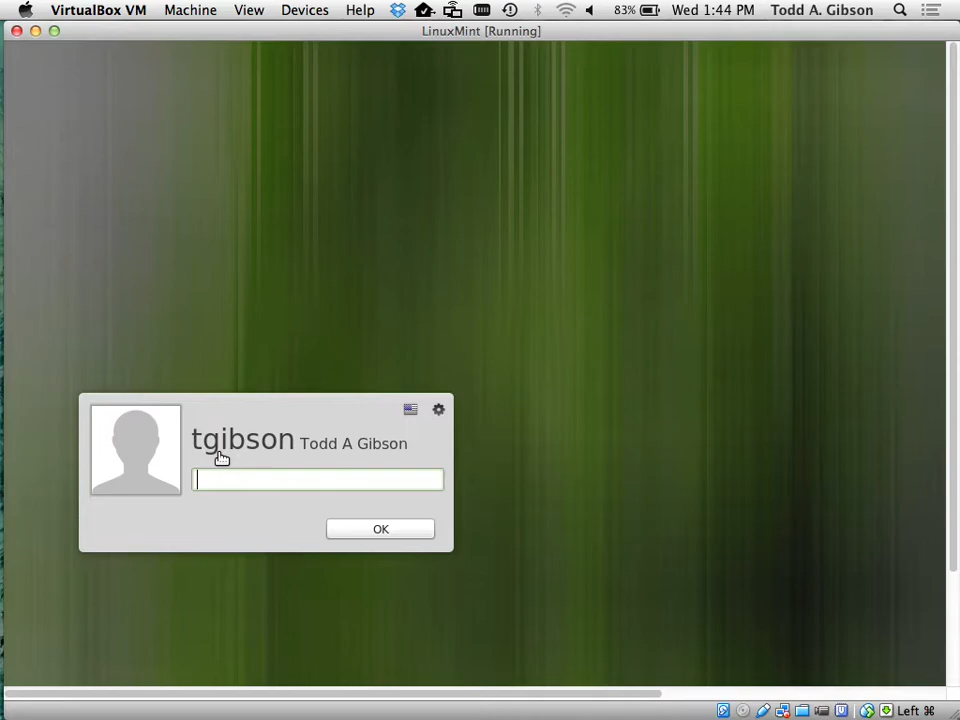 VirtualBox VM Machine View Devices Help 83% Wed 1:44 PM Todd A. Gibson
LinuxMint [Running]
tgibson Todd A Gibson
OK
Left ⌘